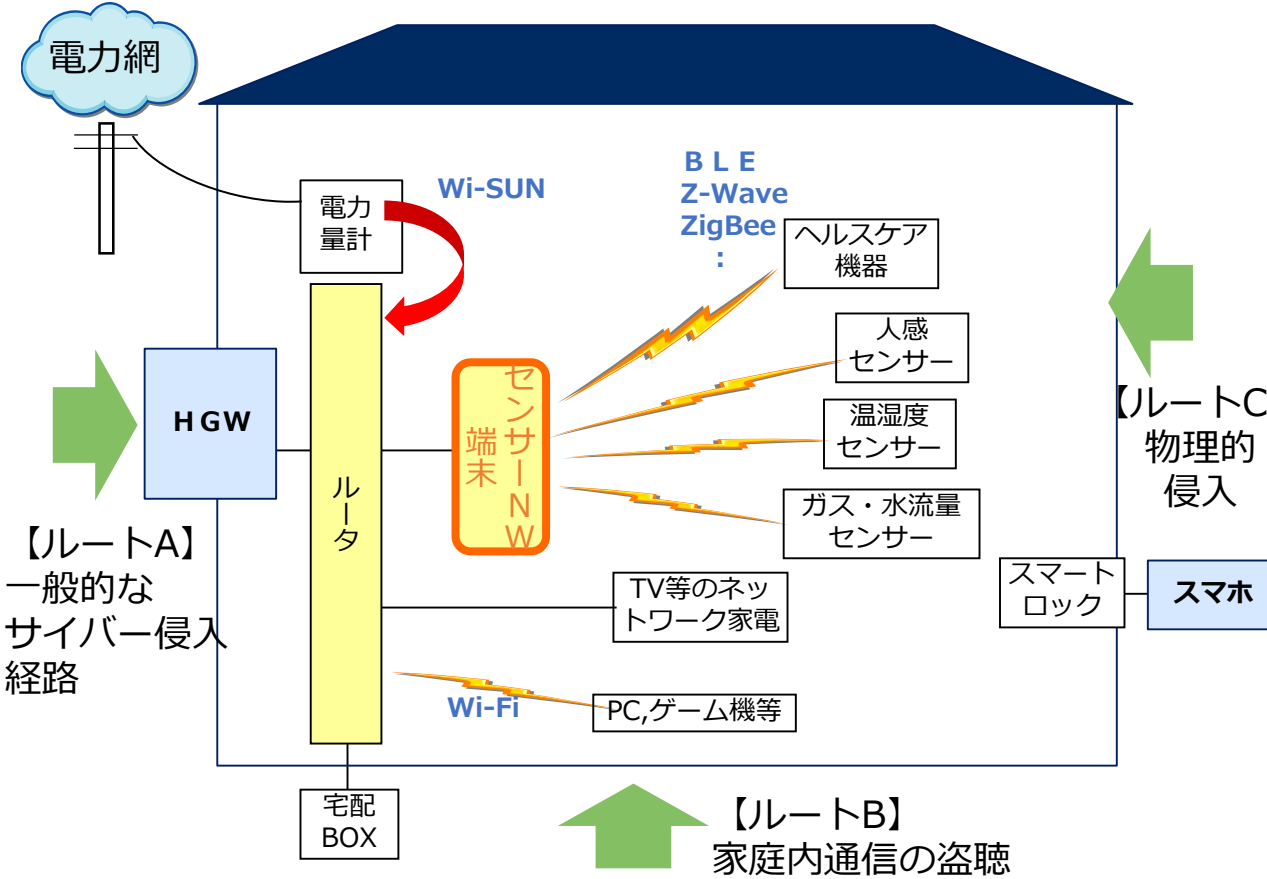 電力網
電力
量計
Wi-SUN
B L E
Z-Wave
ZigBee
:
ヘルスケア
機器
人感
センサー
温湿度
センサー
ガス・水流量
センサー
HGW
ルータ
センサーNW
端末
【ルートA】
一般的な
サイバー侵入
経路
【ルートC
物理的
侵入
スマート
ロック
スマホ
TV等のネッ
トワーク家電
Wi-Fi
PC,ゲーム機等
宅配
BOX
【ルートB】
家庭内通信の盗聴